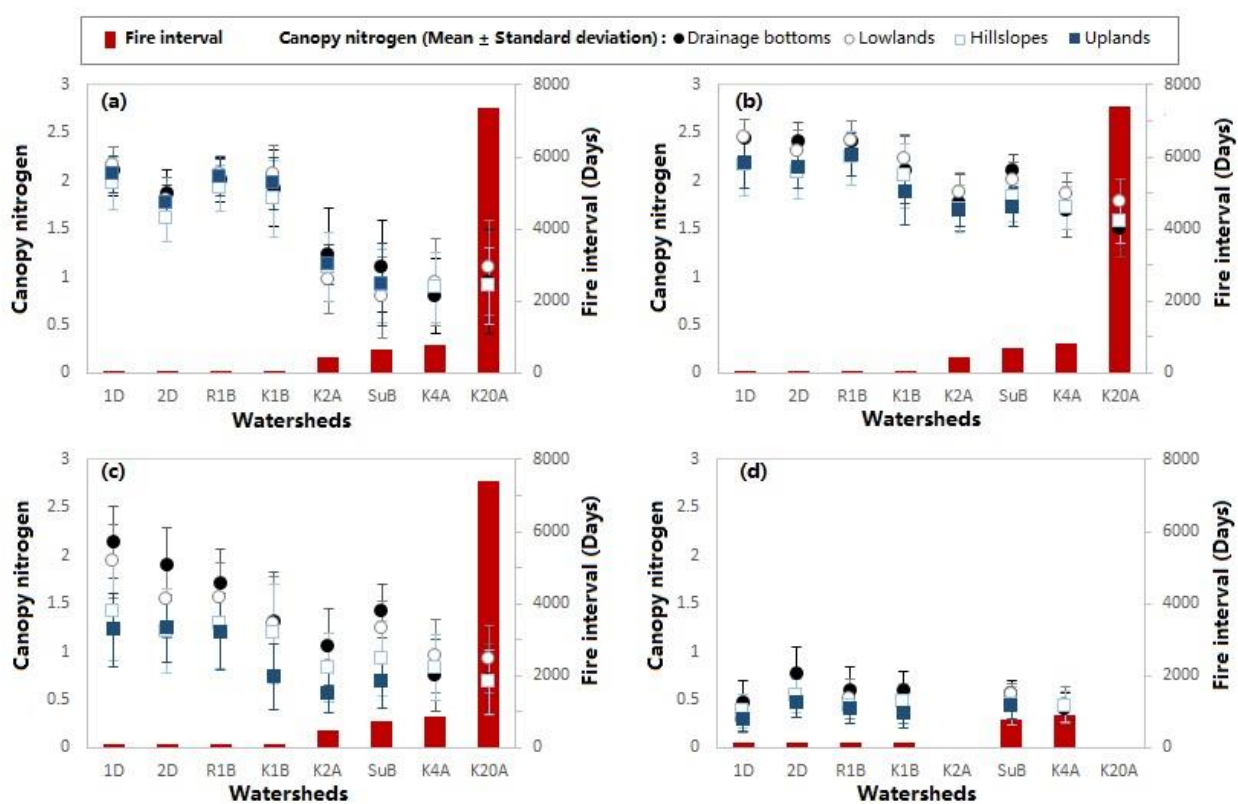 Fire interval Canopy nitrogen (Mean ± Standard deviation) : Drainage bottoms Lowlands Hillslopes Uplands
(a)
Canopy nitrogen
3
2.5
2
1.5
1
0.5
0
8000
6000
4000
2000
0
Fire interval (Days)
1D 2D R1B K1B K2A SuB K4A K20A
Watersheds
(b)
Canopy nitrogen
3
2.5
2
1.5
1
0.5
0
8000
6000
4000
2000
0
Fire interval (Days)
1D 2D R1B K1B K2A SuB K4A K20A
Watersheds
(c)
Canopy nitrogen
3
2.5
2
1.5
1
0.5
0
8000
6000
4000
2000
0
Fire interval (Days)
1D 2D R1B K1B K2A SuB K4A K20A
Watersheds
(d)
Canopy nitrogen
3
2.5
2
1.5
1
0.5
0
8000
6000
4000
2000
0
Fire interval (Days)
1D 2D R1B K1B K2A SuB K4A K20A
Watersheds